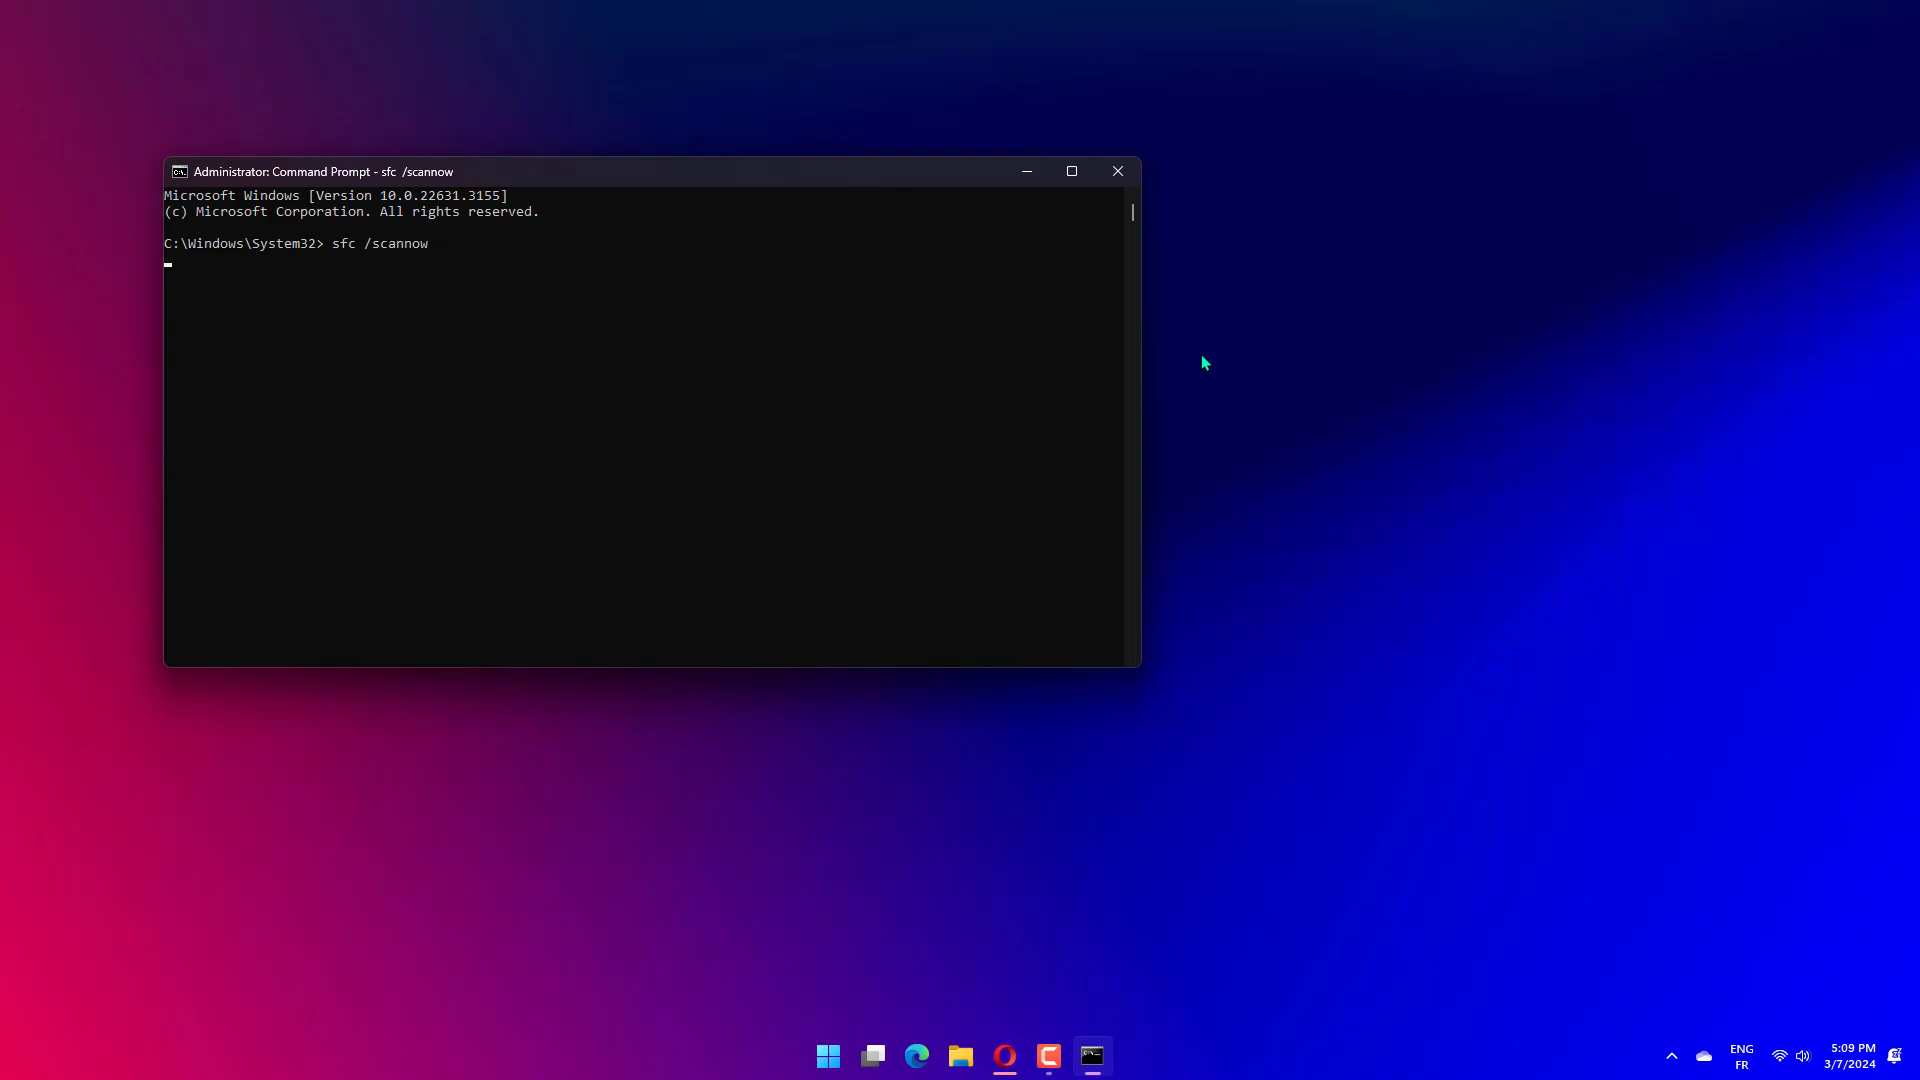 Administrator: Command Prompt - sfc  /scannow
Microsoft Windows [Version 10.0.22631.3155]
(c) Microsoft Corporation. All rights reserved.
C:\Windows\System32> sfc /scannow
ENG
FR
5:09 PM
3/7/2024